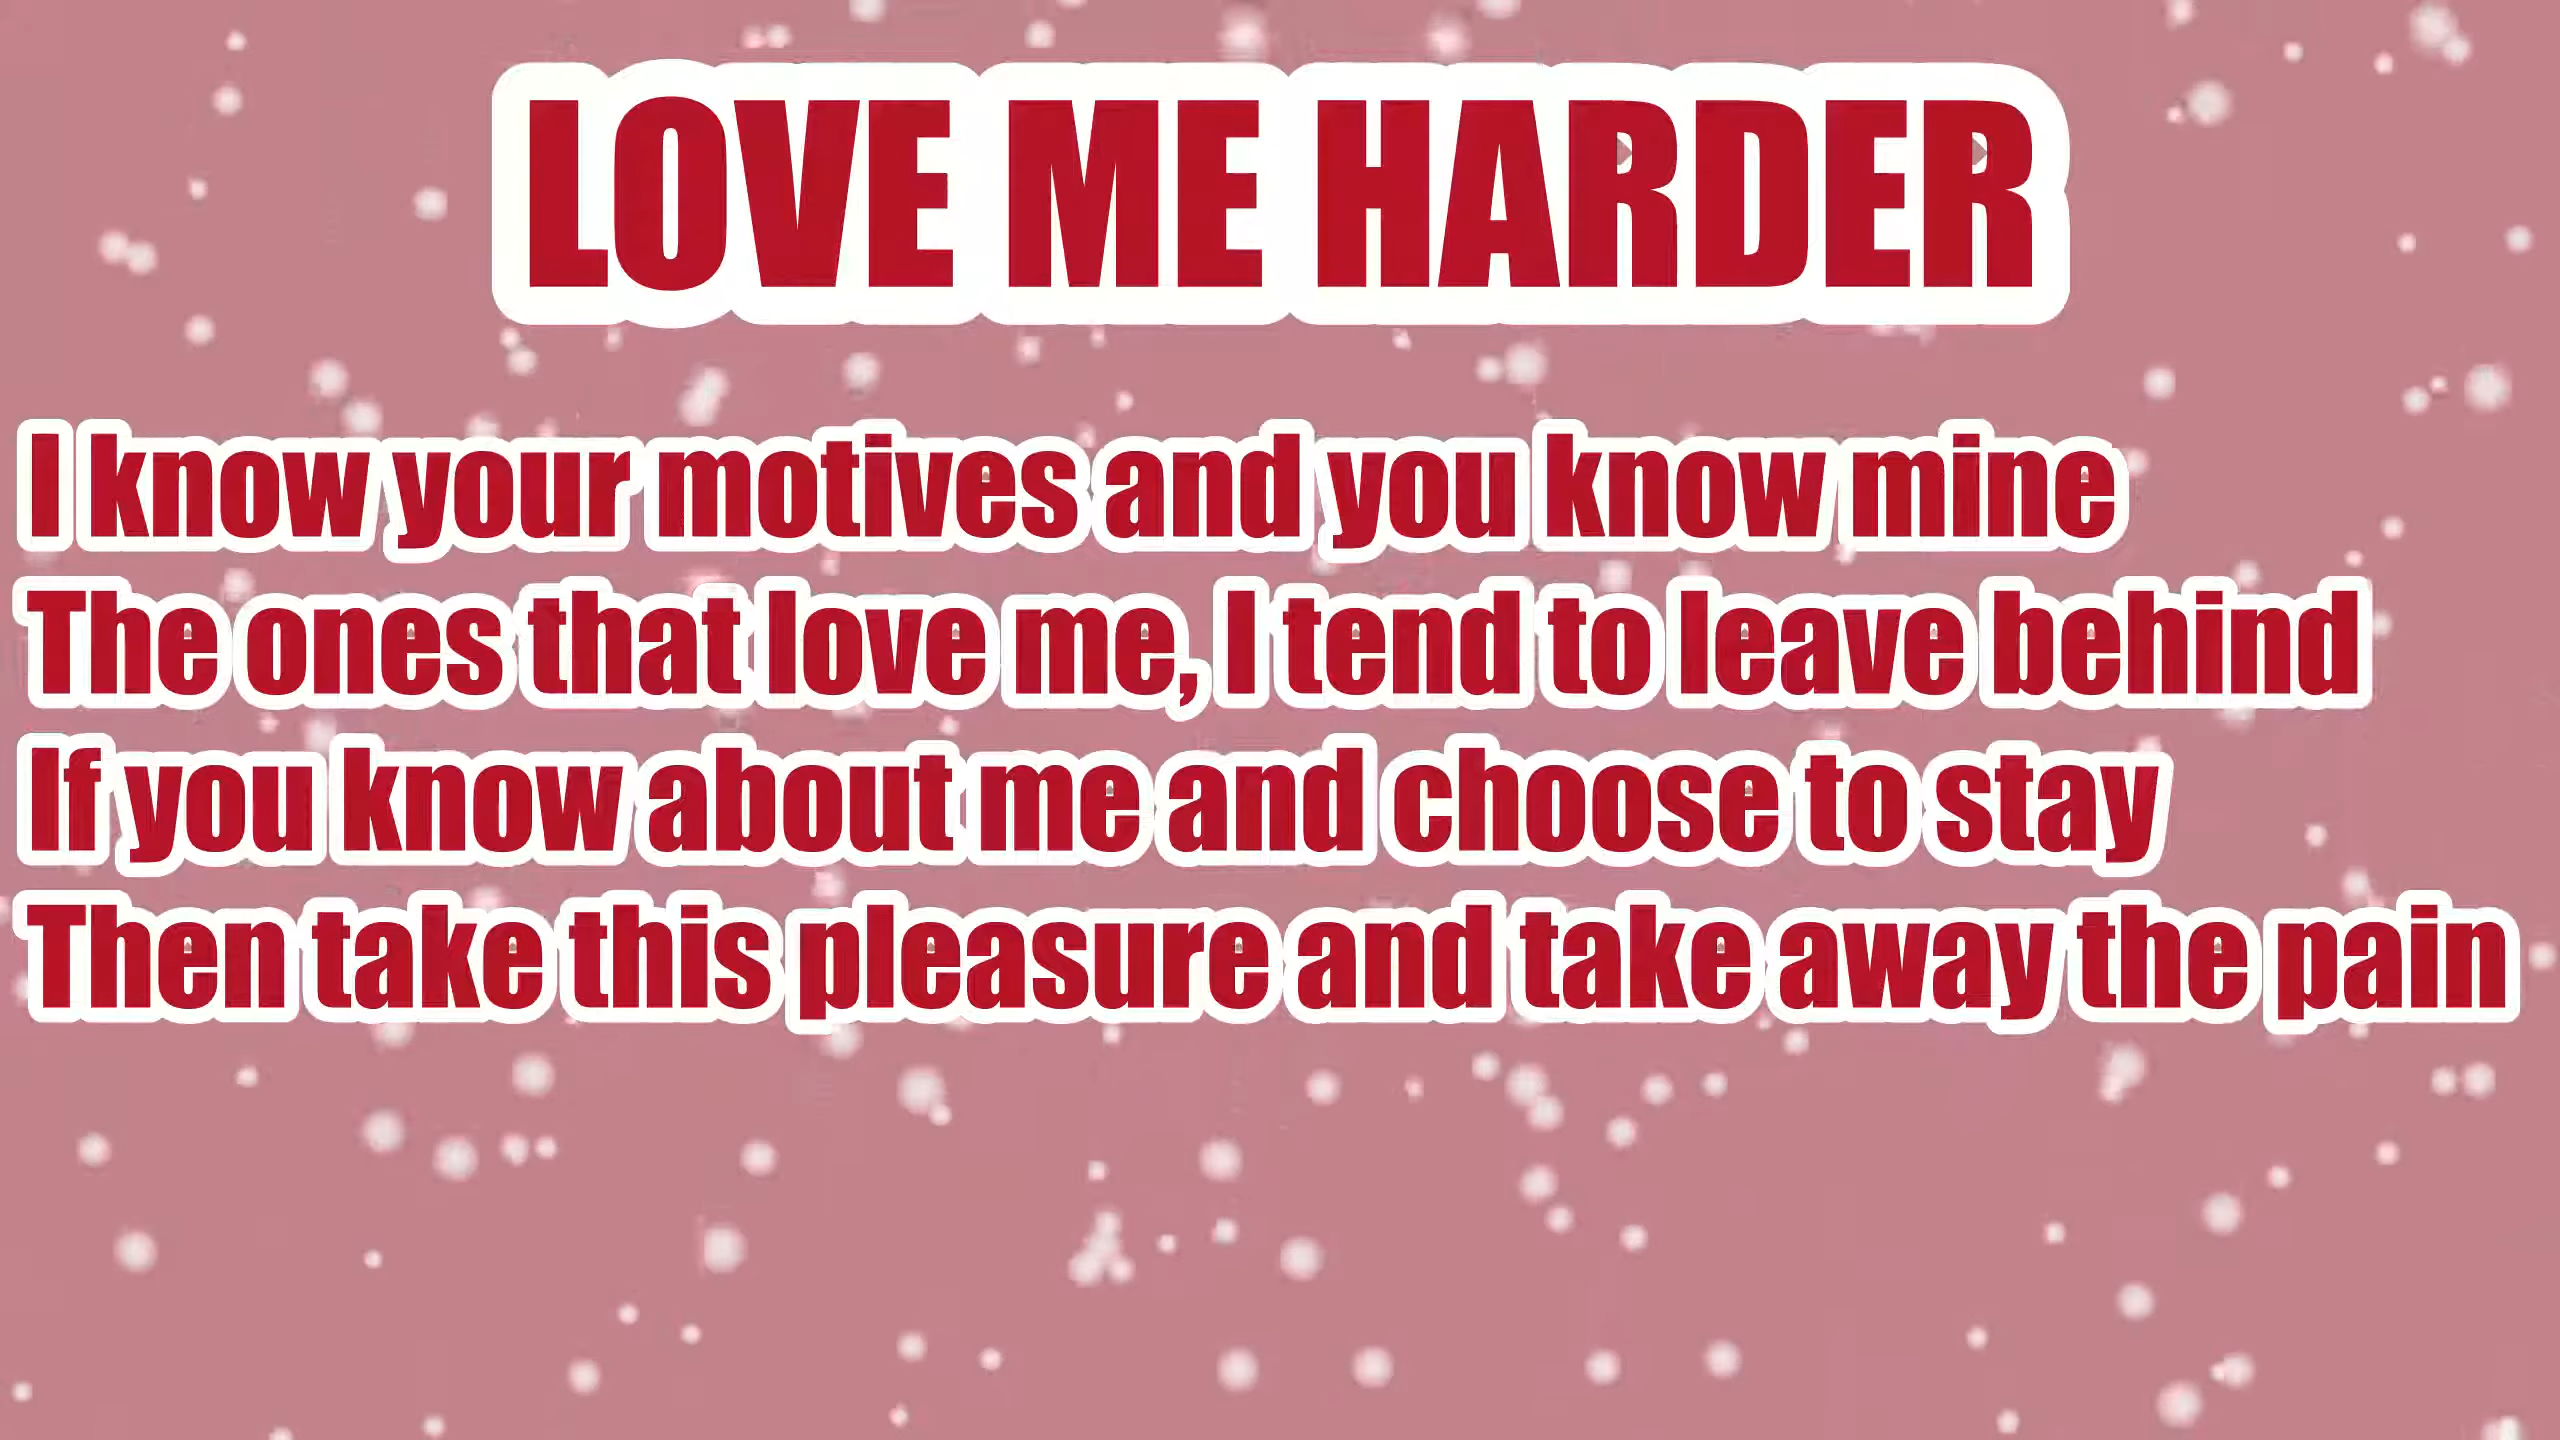 LOVE ME HARDER
I know your motives and you know mine
The ones that love me, I tend to leave behind
If you know about me and choose to stay
Then take this pleasure and take away the pain